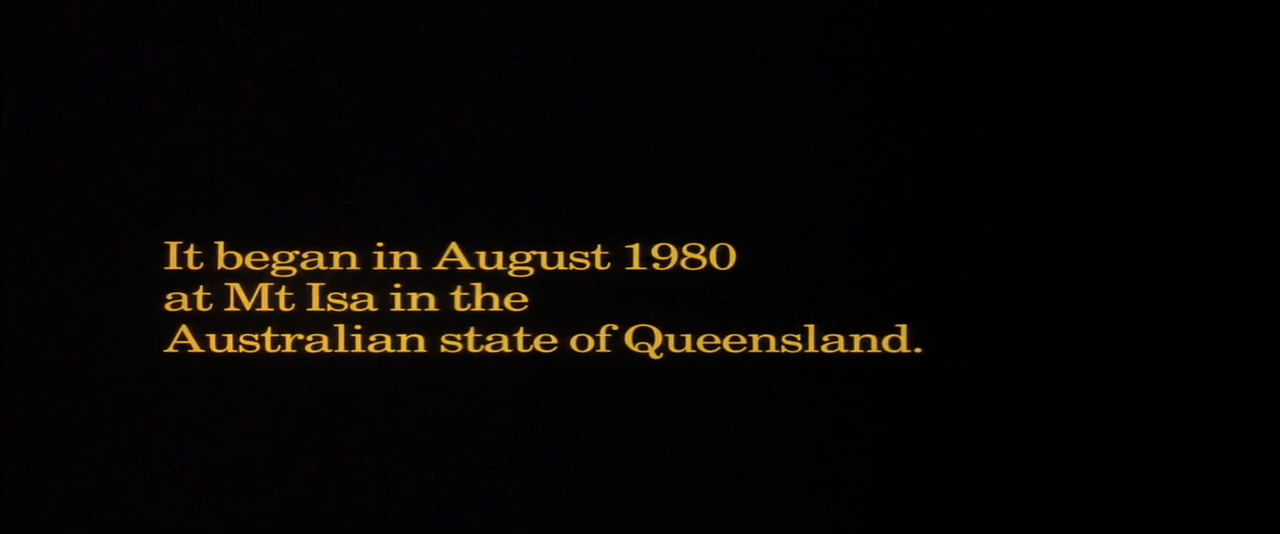 It began in August 1980
at Mt Isa in the
Australian state of Queensland.